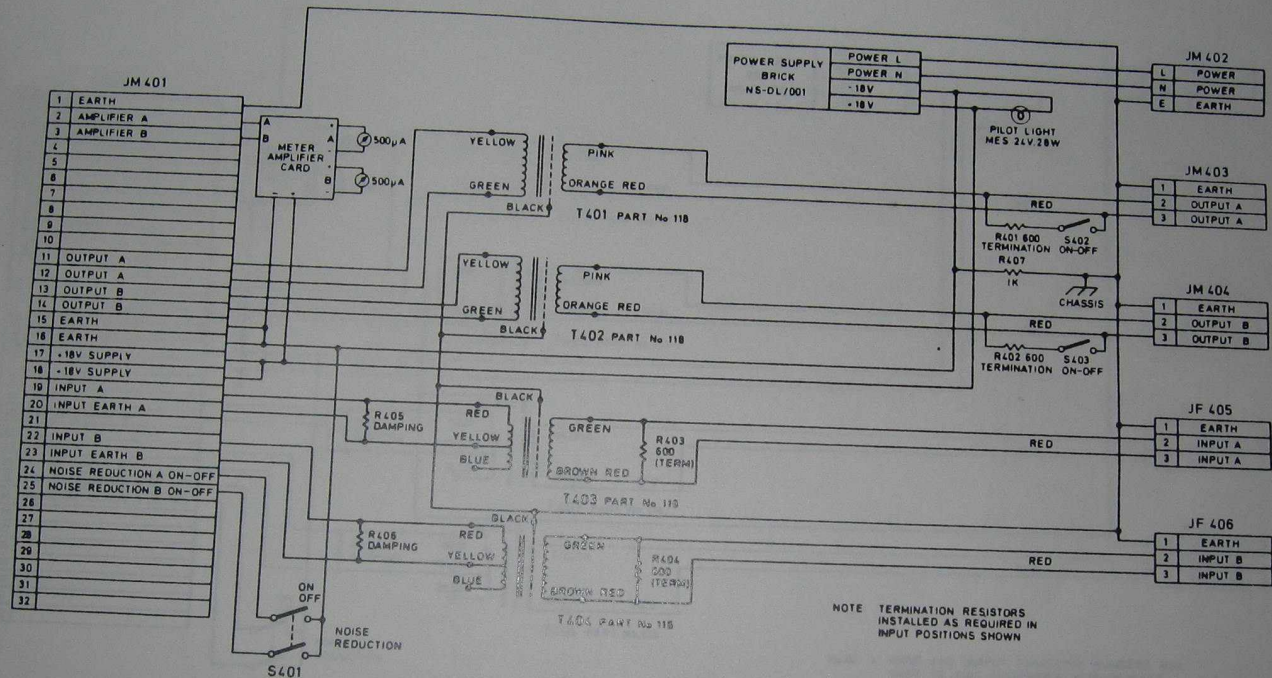 JM 401
1 EARTH
2 AMPLIFIER A
3 AMPLIFIER B
4
5
6
7
8
9
10
11 OUTPUT A
12 OUTPUT A
13 OUTPUT B
14 OUTPUT B
15 EARTH
16 EARTH
17 -18V SUPPLY
18 +18V SUPPLY
19 INPUT A
20 INPUT EARTH A
21
22 INPUT B
23 INPUT EARTH B
24 NOISE REDUCTION A ON-OFF
25 NOISE REDUCTION B ON-OFF
26
27
28
29
30
31
32
A + A
B -
METER
AMPLIFIER
CARD
+
B
-
- -
500µA
500µA
YELLOW
GREEN
BLACK
PINK
ORANGE RED
T401 PART No 11B
YELLOW
GREEN
BLACK
PINK
ORANGE RED
T402 PART No 11B
R405
DAMPING
BLACK
RED
YELLOW
BLUE
GREEN
BROWN RED
R403
600
(TERM)
T403 PART No 11B
R406
DAMPING
BLACK
RED
YELLOW
BLUE
GREEN
BROWN RED
R404
600
(TERM)
T404 PART No 11B
ON
OFF
NOISE
REDUCTION
S401
POWER SUPPLY
BRICK
NS-DL/001
POWER L
POWER N
-18V
+18V
PILOT LIGHT
MES 24V.28W
RED
R401 600
TERMINATION
S402
ON-OFF
R407
1K
CHASSIS
RED
R402 600
TERMINATION
S403
ON-OFF
RED
RED
JM 402
L POWER
N POWER
E EARTH
JM403
1 EARTH
2 OUTPUT A
3 OUTPUT A
JM 404
1 EARTH
2 OUTPUT B
3 OUTPUT B
JF 405
1 EARTH
2 INPUT A
3 INPUT A
JF 406
1 EARTH
2 INPUT B
3 INPUT B
NOTE TERMINATION RESISTORS
INSTALLED AS REQUIRED IN
INPUT POSITIONS SHOWN